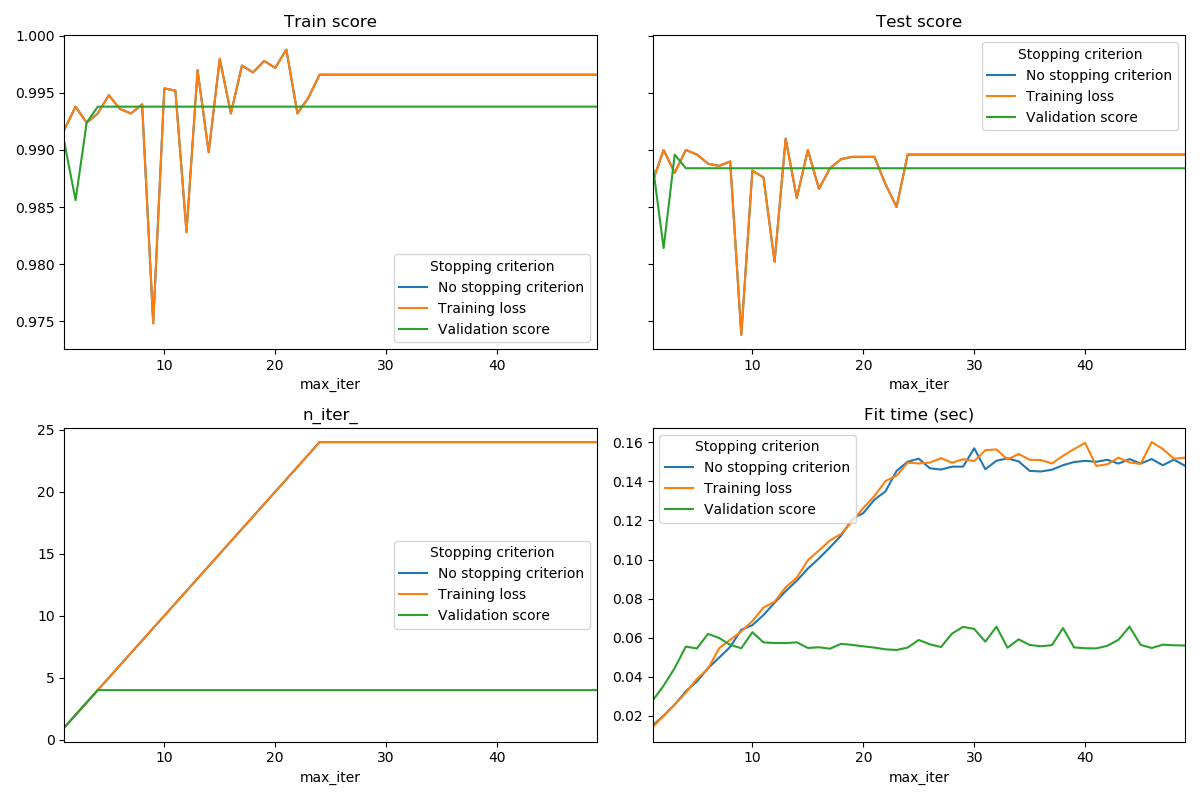 Train score
1.000
0.995
0.990
0.985
0.980
0.975
Stopping criterion
No stopping criterion
Training loss
Validation score
10
20
30
40
max_iter
Test score
Stopping criterion
No stopping criterion
Training loss
Validation score
10
20
30
40
max_iter
n_iter_
25
20
15
10
5
0
Stopping criterion
No stopping criterion
Training loss
Validation score
10
20
30
40
max_iter
Fit time (sec)
0.16
0.14
0.12
0.10
0.08
0.06
0.04
0.02
Stopping criterion
No stopping criterion
Training loss
Validation score
10
20
30
40
max_iter